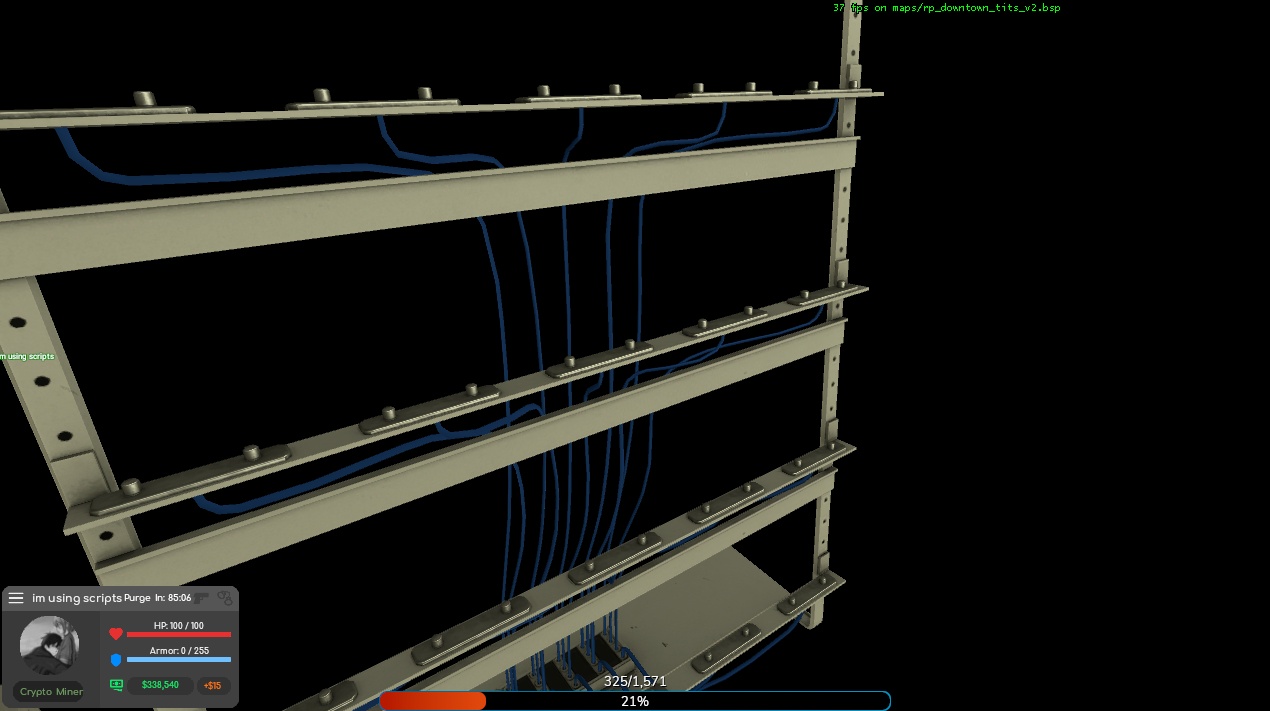 37 fps on maps/rp_downtown_tits_v2.bsp
m using scripts
im using scripts Purge In: 85:06
HP: 100 / 100
Armor: 0 / 255
Crypto Miner
$338,540
+$15
325/1,571
21%